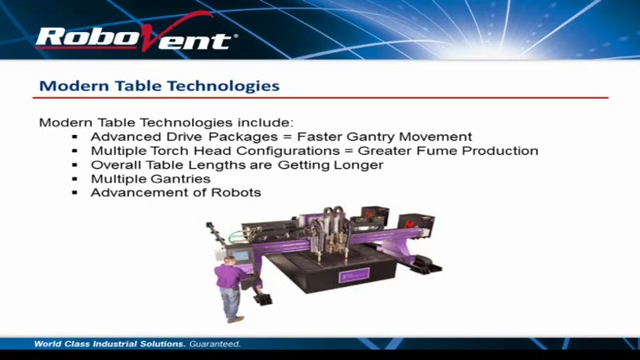 RoboVent®
Modern Table Technologies
Modern Table Technologies include:
▪ Advanced Drive Packages = Faster Gantry Movement
▪ Multiple Torch Head Configurations = Greater Fume Production
▪ Overall Table Lengths are Getting Longer
▪ Multiple Gantries
▪ Advancement of Robots
World Class Industrial Solutions. Guaranteed.